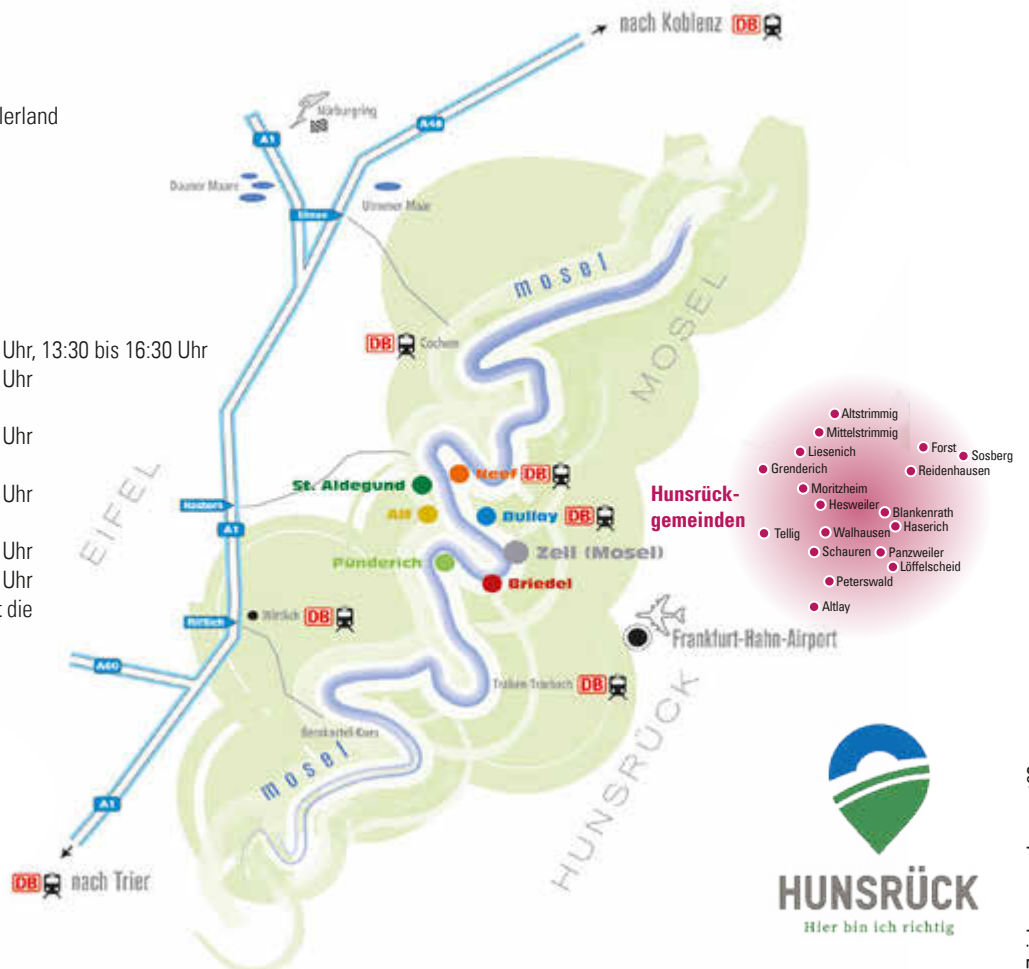 nach Koblenz DB
lerland
Nürburgring
A1
A48
Dauner Maare
Ulmener Maar
Ulmen
mosel
MOSEL
DB Cochem
Uhr, 13:30 bis 16:30 Uhr
Uhr
Uhr
Uhr
Uhr
Uhr
t die
EIFEL
St. Aldegund
Neef DB
Alf
Bullay DB
Zell (Mosel)
Pünderich
Briedel
Hasborn
A1
Wittlich
Wittlich DB
A60
Frankfurt-Hahn-Airport
Traben-Trarbach DB
Bernkastel-Kues
mosel
HUNSRÜCK
A1
DB nach Trier
Hunsrück-
gemeinden
Altstrimmig
Mittelstrimmig
Liesenich
Forst
Sosberg
Grenderich
Reidenhausen
Moritzheim
Hesweiler
Blankenrath
Haserich
Tellig
Walhausen
Schauren
Panzweiler
Löffelscheid
Peterswald
Altlay
HUNSRÜCK
Hier bin ich richtig